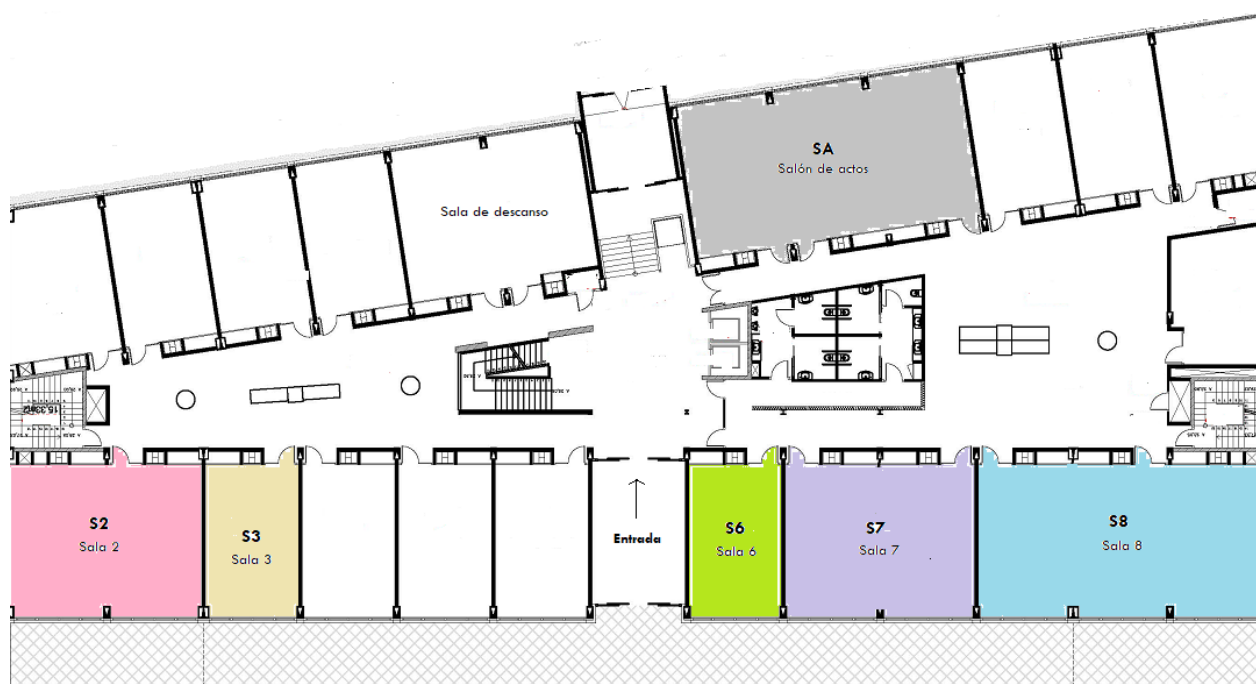 SA
Salón de actos
Sala de descanso
S2
Sala 2
S3
Sala 3
Entrada
S6
Sala 6
S7
Sala 7
S8
Sala 8